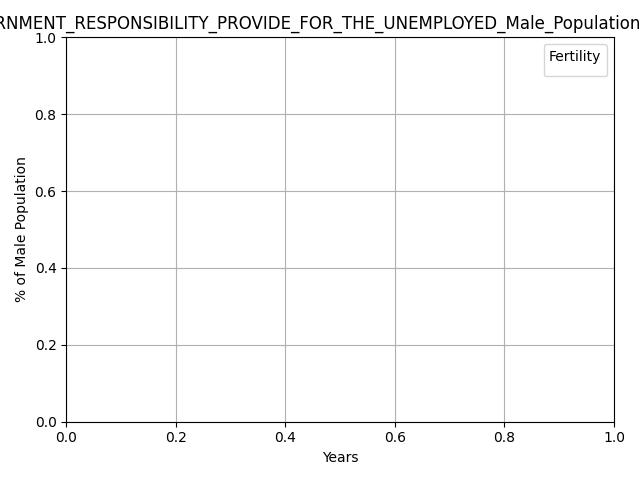 RNMENT_RESPONSIBILITY_PROVIDE_FOR_THE_UNEMPLOYED_Male_Population
Fertility
1.0
0.8
0.6
0.4
0.2
0.0
% of Male Population
0.0 0.2 0.4 0.6 0.8 1.0
Years